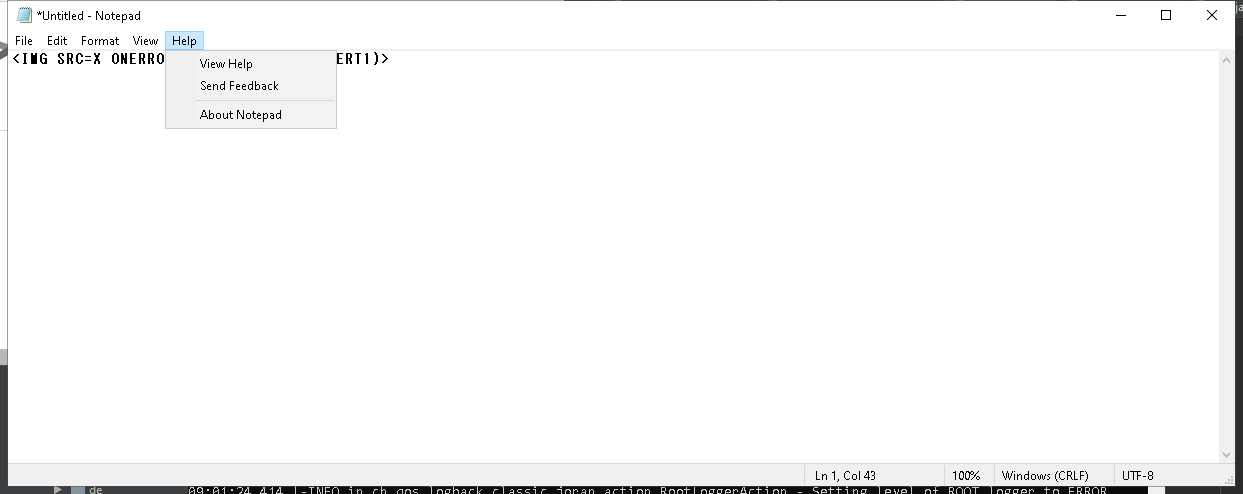 *Untitled - Notepad
File Edit Format View Help
<IMG SRC=X ONERRO ERT1)>
View Help
Send Feedback
About Notepad
Ln 1, Col 43 100% Windows (CRLF) UTF-8
de 09:01:24,414 |-INFO in ch.qos.logback.classic.joran.action.RootLoggerAction - Setting level of ROOT logger to ERROR